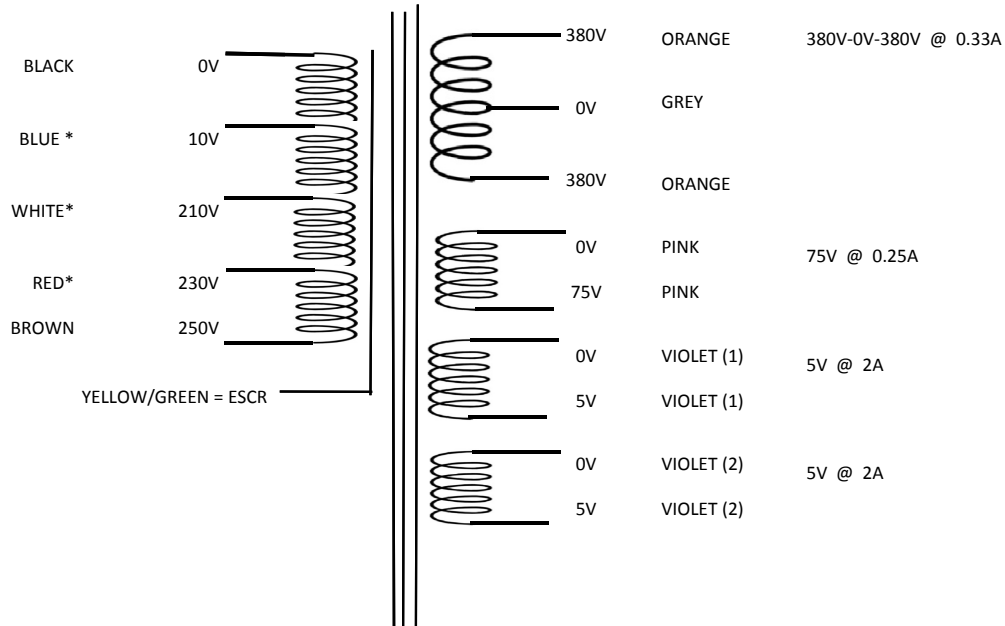 BLACK 0V
BLUE * 10V
WHITE* 210V
RED* 230V
BROWN 250V
YELLOW/GREEN = ESCR
380V ORANGE 380V-0V-380V @ 0.33A
0V GREY
380V ORANGE
0V PINK
75V @ 0.25A
75V PINK
0V VIOLET (1)
5V @ 2A
5V VIOLET (1)
0V VIOLET (2)
5V @ 2A
5V VIOLET (2)